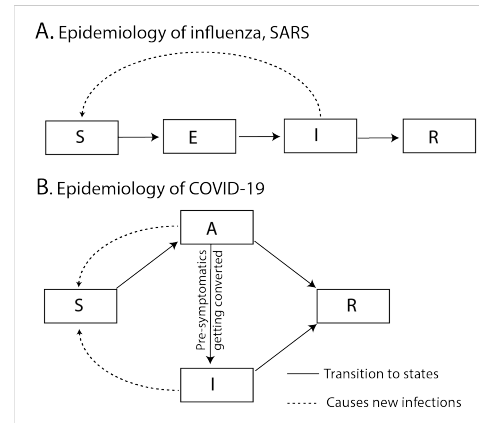 A. Epidemiology of influenza, SARS
S
E
I
R
B. Epidemiology of COVID-19
A
S
Pre-symptomatics
getting converted
R
I
Transition to states
Causes new infections